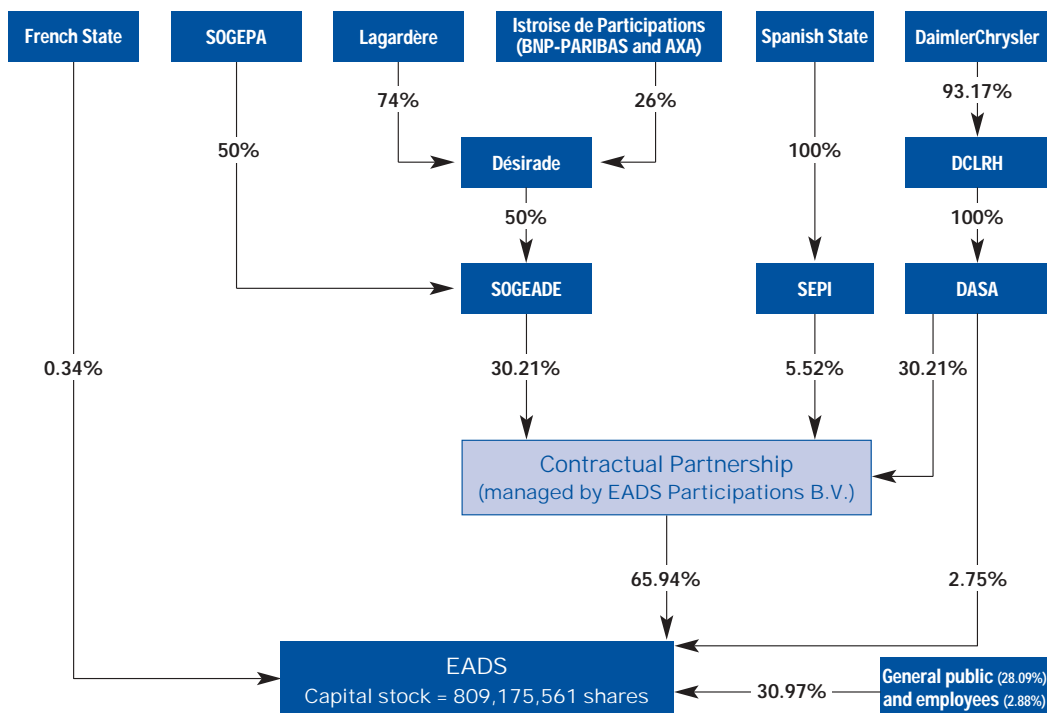 French State
SOGEPA
Lagardère
Istroise de Participations
(BNP-PARIBAS and AXA)
Spanish State
DaimlerChrysler
74%
26%
93.17%
50%
Désirade
100%
DCLRH
50%
100%
SOGEADE
SEPI
DASA
0.34%
30.21%
5.52%
30.21%
Contractual Partnership
(managed by EADS Participations B.V.)
65.94%
2.75%
EADS
Capital stock = 809,175,561 shares
30.97%
General public (28.09%)
and employees (2.88%)